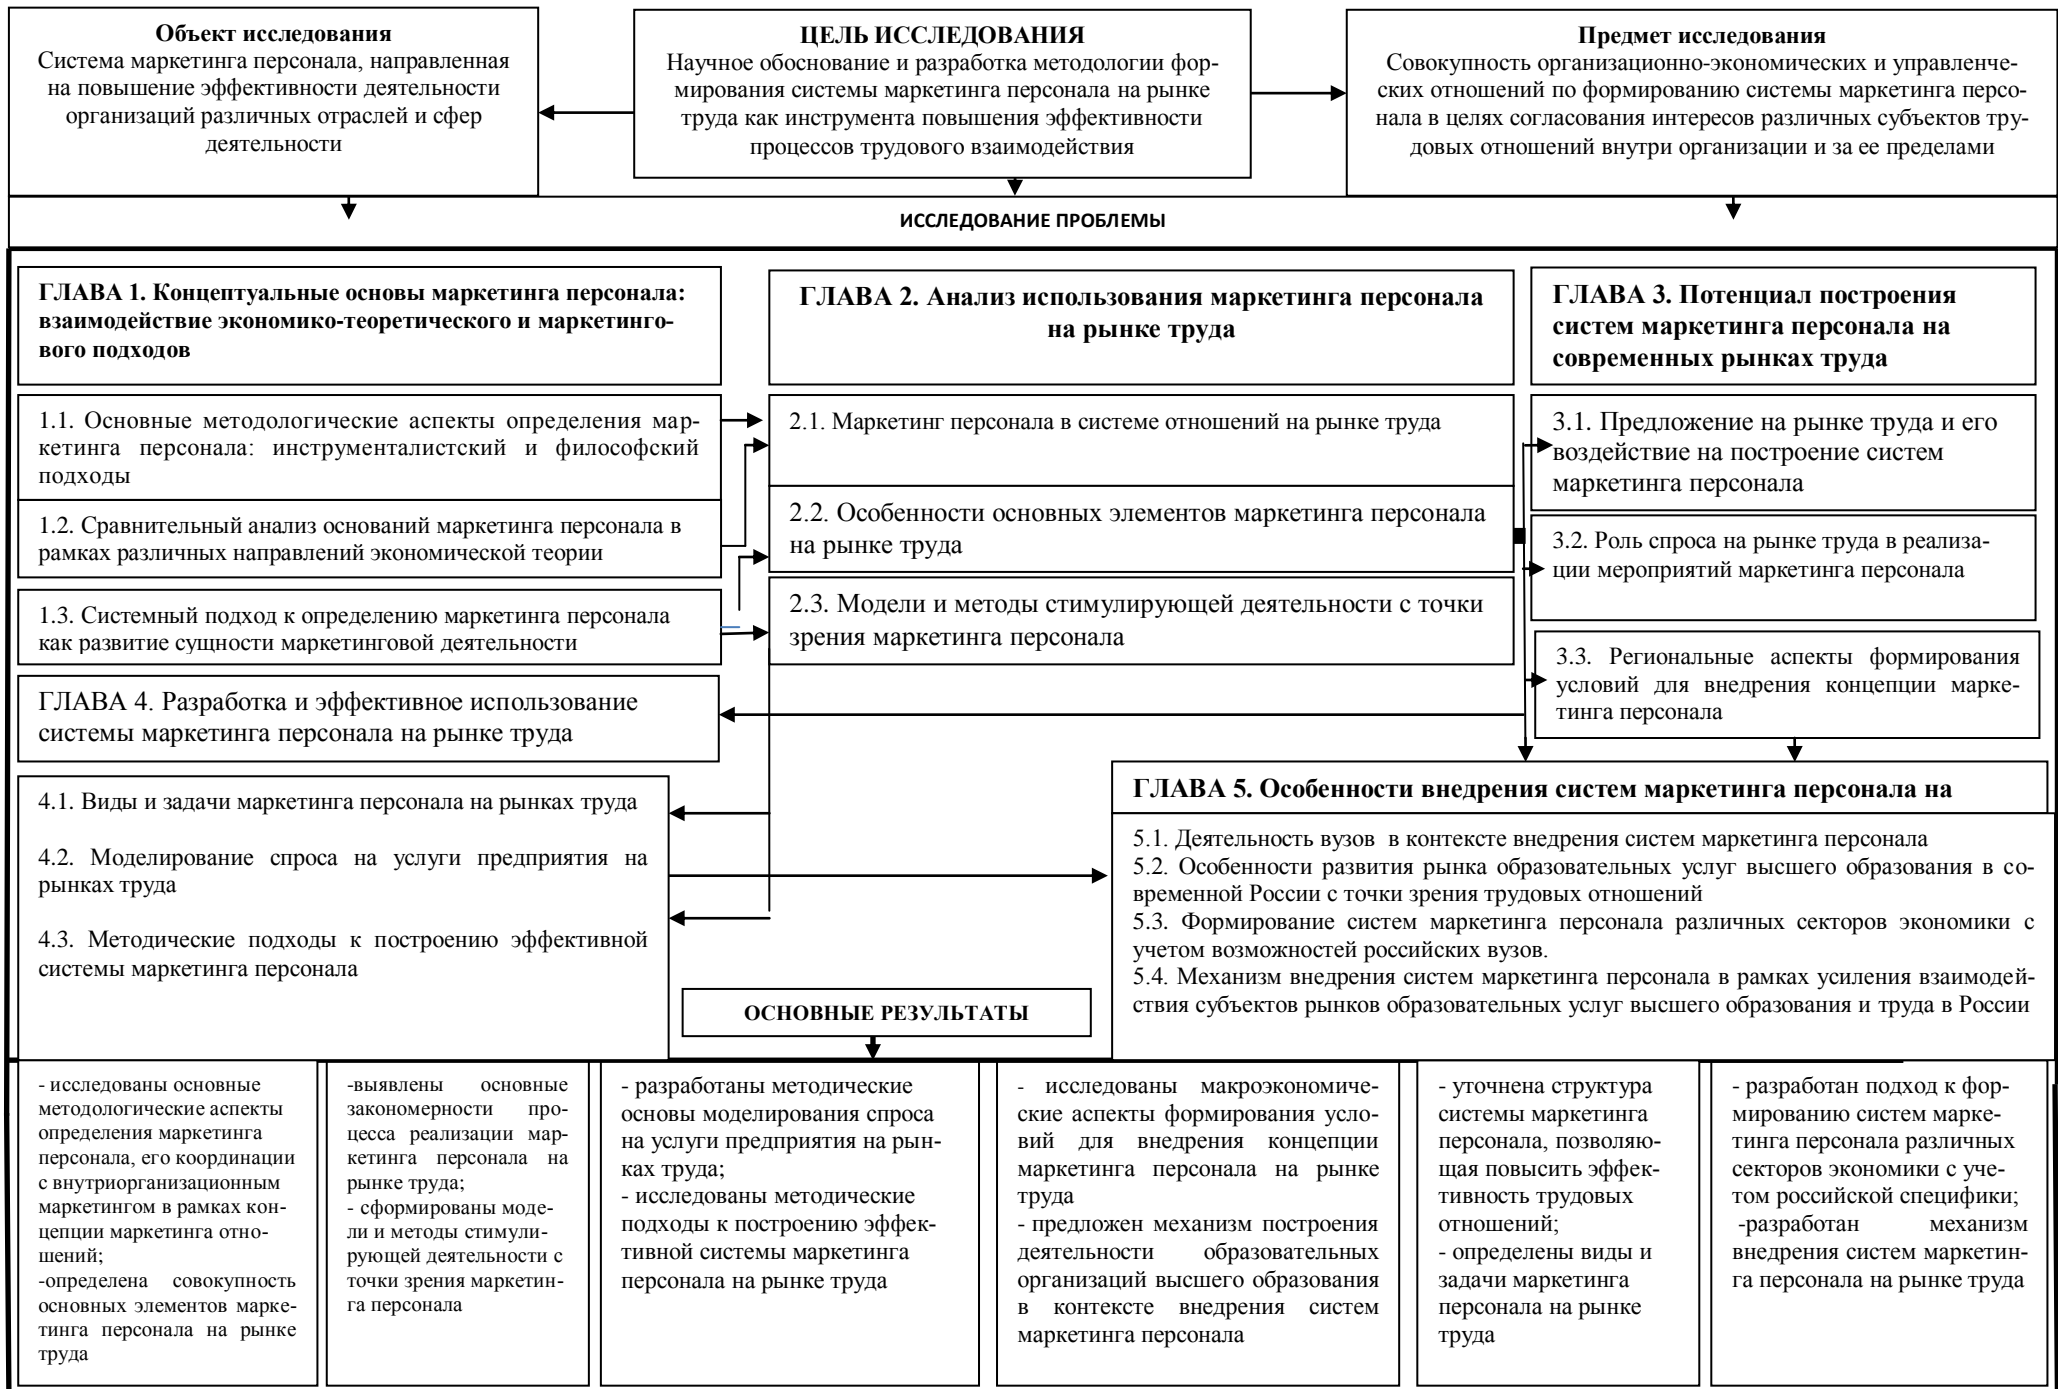 Объект исследования
Система маркетинга персонала, направленная
на повышение эффективности деятельности
организаций различных отраслей и сфер
деятельности
ЦЕЛЬ ИССЛЕДОВАНИЯ
Научное обоснование и разработка методологии фор-
мирования системы маркетинга персонала на рынке
труда как инструмента повышения эффективности
процессов трудового взаимодействия
Предмет исследования
Совокупность организационно-экономических и управленче-
ских отношений по формированию системы маркетинга персо-
нала в целях согласования интересов различных субъектов тру-
довых отношений внутри организации и за ее пределами
ИССЛЕДОВАНИЕ ПРОБЛЕМЫ
ГЛАВА 1. Концептуальные основы маркетинга персонала:
взаимодействие экономико-теоретического и маркетинго-
вого подходов
1.1. Основные методологические аспекты определения мар-
кетинга персонала: инструменталистский и философский
подходы
1.2. Сравнительный анализ оснований маркетинга персонала в
рамках различных направлений экономической теории
1.3. Системный подход к определению маркетинга персонала
как развитие сущности маркетинговой деятельности
ГЛАВА 2. Анализ использования маркетинга персонала
на рынке труда
2.1. Маркетинг персонала в системе отношений на рынке труда
2.2. Особенности основных элементов маркетинга персонала
на рынке труда
2.3. Модели и методы стимулирующей деятельности с точки
зрения маркетинга персонала
ГЛАВА 3. Потенциал построения
систем маркетинга персонала на
современных рынках труда
3.1. Предложение на рынке труда и его
воздействие на построение систем
маркетинга персонала
3.2. Роль спроса на рынке труда в реализа-
ции мероприятий маркетинга персонала
3.3. Региональные аспекты формирования
условий для внедрения концепции марке-
тинга персонала
ГЛАВА 4. Разработка и эффективное использование
системы маркетинга персонала на рынке труда
4.1. Виды и задачи маркетинга персонала на рынках труда
4.2. Моделирование спроса на услуги предприятия на
рынках труда
4.3. Методические подходы к построению эффективной
системы маркетинга персонала
ГЛАВА 5. Особенности внедрения систем маркетинга персонала на
5.1. Деятельность вузов в контексте внедрения систем маркетинга персонала
5.2. Особенности развития рынка образовательных услуг высшего образования в со-
временной России с точки зрения трудовых отношений
5.3. Формирование систем маркетинга персонала различных секторов экономики с
учетом возможностей российских вузов.
5.4. Механизм внедрения систем маркетинга персонала в рамках усиления взаимодей-
ствия субъектов рынков образовательных услуг высшего образования и труда в России
ОСНОВНЫЕ РЕЗУЛЬТАТЫ
- исследованы основные
методологические аспекты
определения маркетинга
персонала, его координации
с внутриорганизационным
маркетингом в рамках кон-
цепции маркетинга отно-
шений;
-определена совокупность
основных элементов марке-
тинга персонала на рынке
труда
-выявлены основные
закономерности про-
цесса реализации мар-
кетинга персонала на
рынке труда;
- сформированы моде-
ли и методы стимули-
рующей деятельности с
точки зрения маркетин-
га персонала
- разработаны методические
основы моделирования спроса
на услуги предприятия на рын-
ках труда;
- исследованы методические
подходы к построению эффек-
тивной системы маркетинга
персонала на рынке труда
- исследованы макроэкономиче-
ские аспекты формирования усло-
вий для внедрения концепции
маркетинга персонала на рынке
труда
- предложен механизм построения
деятельности образовательных
организаций высшего образования
в контексте внедрения систем
маркетинга персонала
- уточнена структура
системы маркетинга
персонала, позволяю-
щая повысить эффек-
тивность трудовых
отношений;
- определены виды и
задачи маркетинга
персонала на рынке
труда
- разработан подход к фор-
мированию систем марке-
тинга персонала различных
секторов экономики с уче-
том российской специфики;
-разработан механизм
внедрения систем маркетин-
га персонала на рынке труда